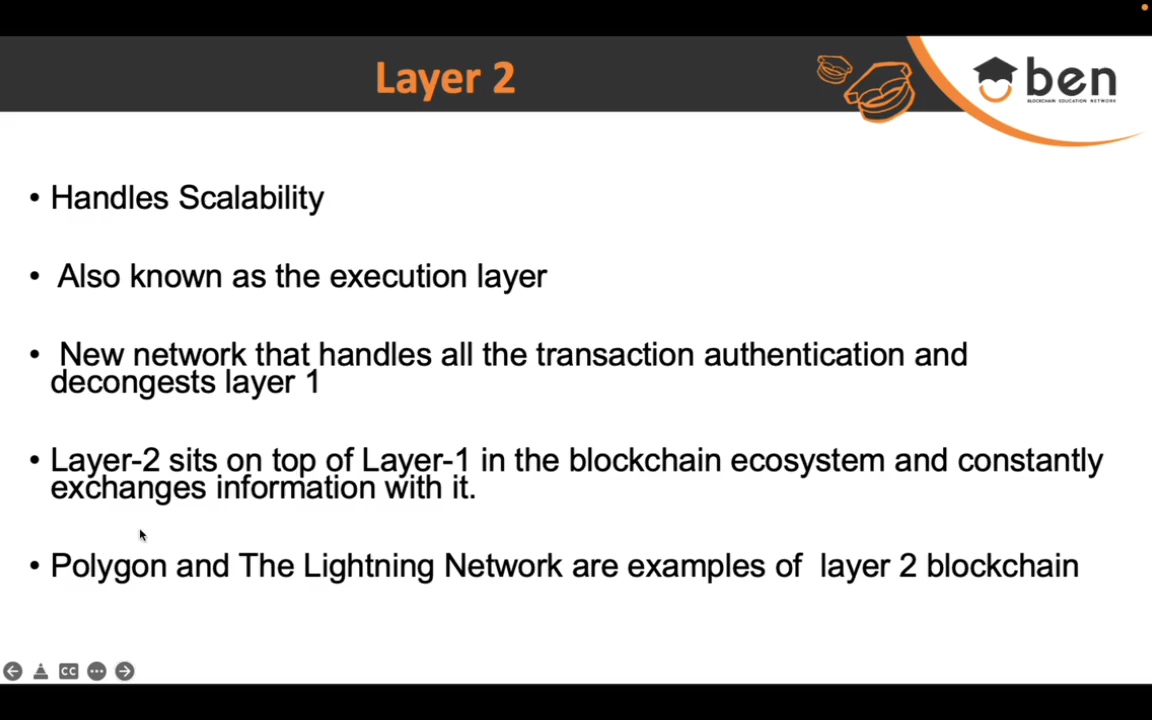 Layer 2
ben
BLOCKCHAIN EDUCATION NETWORK
• Handles Scalability
• Also known as the execution layer
• New network that handles all the transaction authentication and
decongests layer 1
• Layer-2 sits on top of Layer-1 in the blockchain ecosystem and constantly
exchanges information with it.
• Polygon and The Lightning Network are examples of layer 2 blockchain
CC